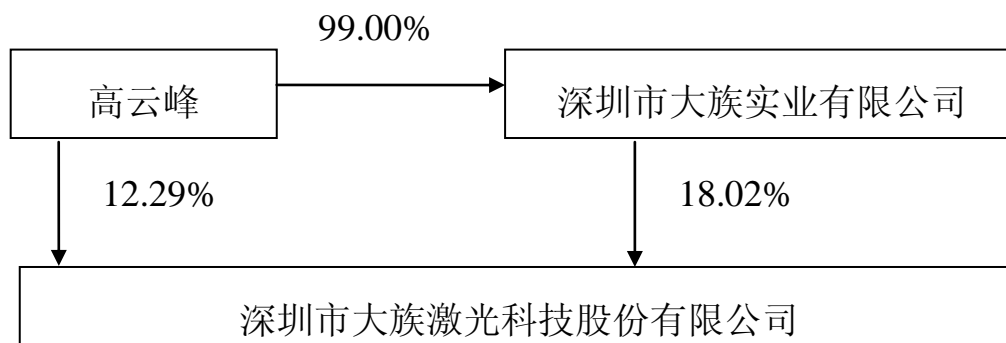 99.00%
高云峰
深圳市大族实业有限公司
12.29%
18.02%
深圳市大族激光科技股份有限公司